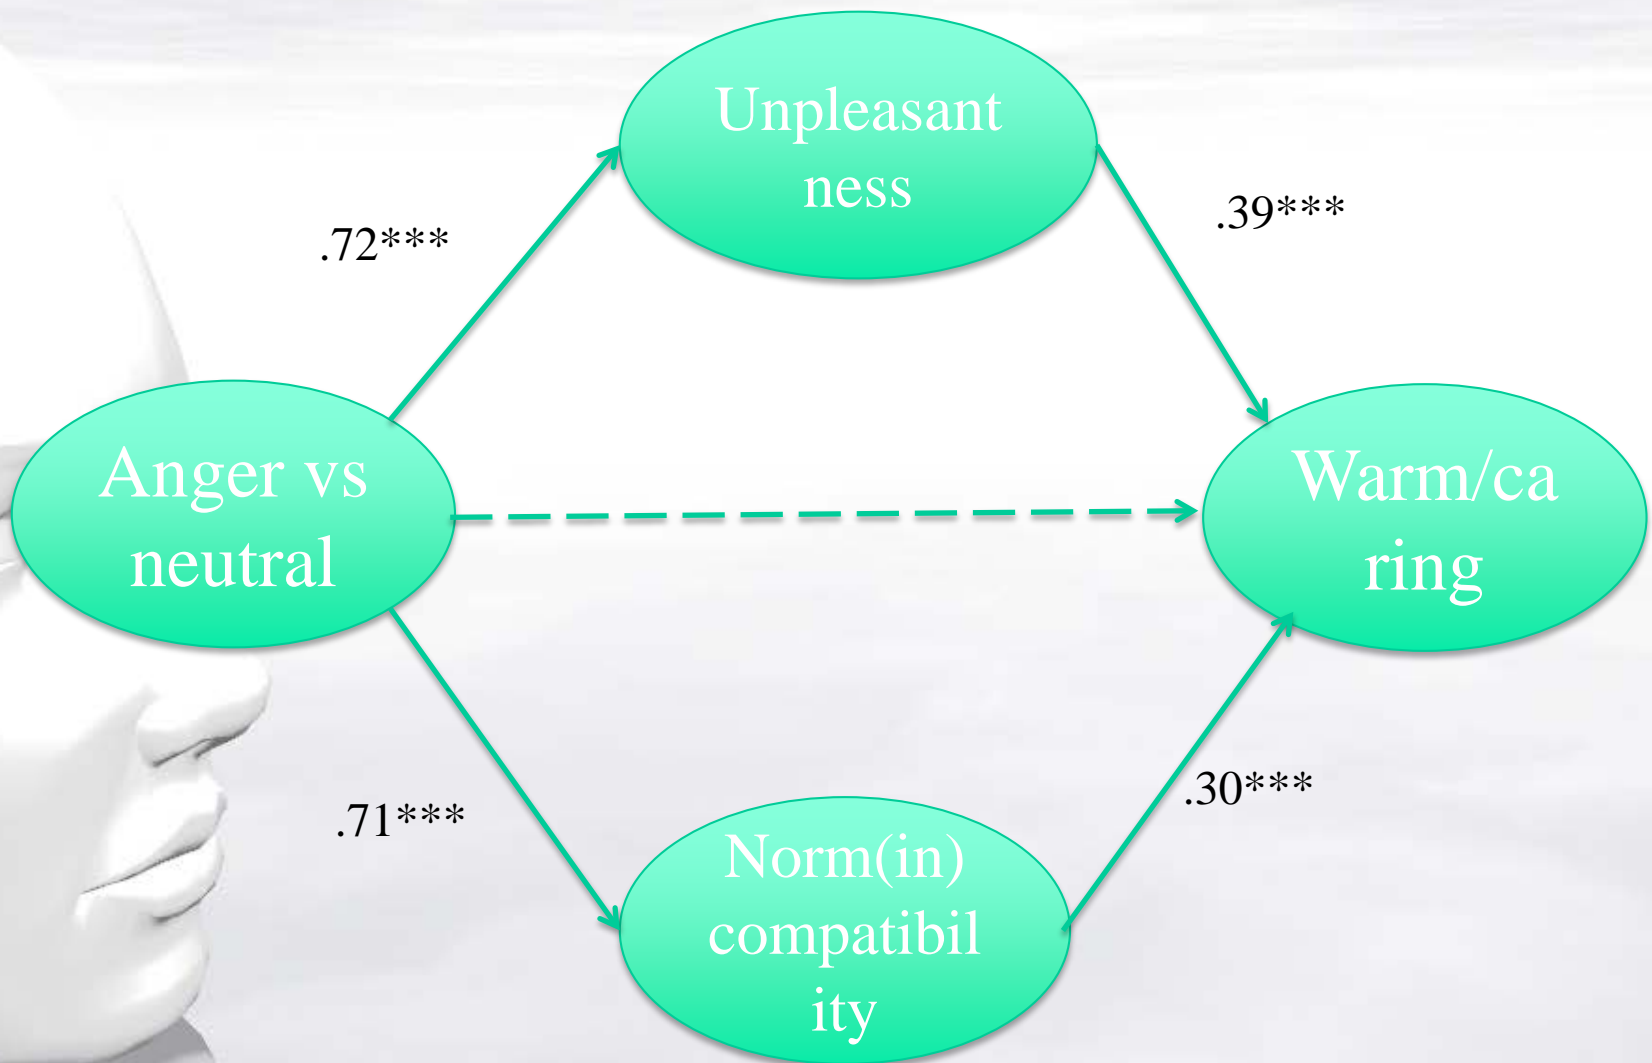 Unpleasant
ness
.72***
.39***
Anger vs
neutral
Warm/ca
ring
.71***
.30***
Norm(in)
compatibil
ity